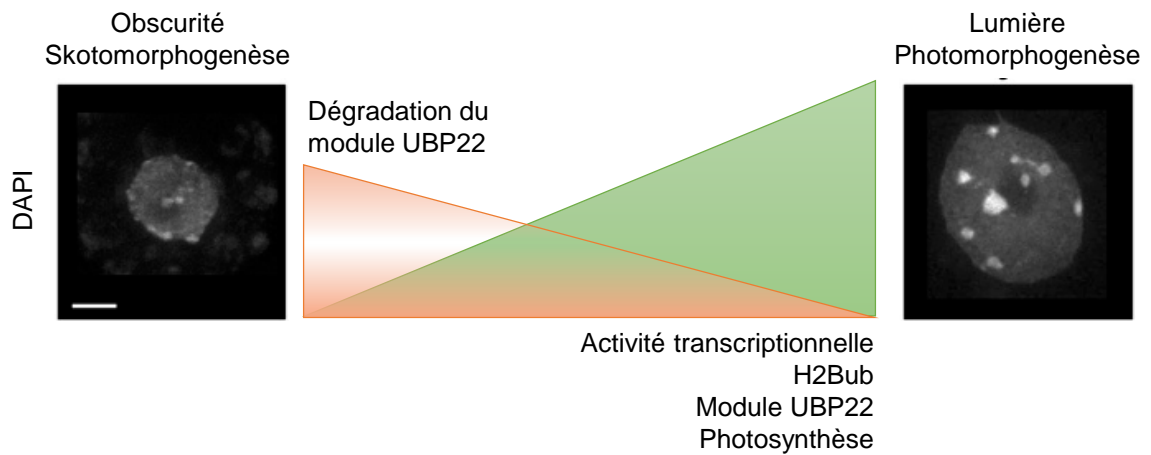 Obscurité
Skotomorphogenèse
Lumière
Photomorphogenèse
Dégradation du
module UBP22
DAPI
Activité transcriptionnelle
H2Bub
Module UBP22
Photosynthèse